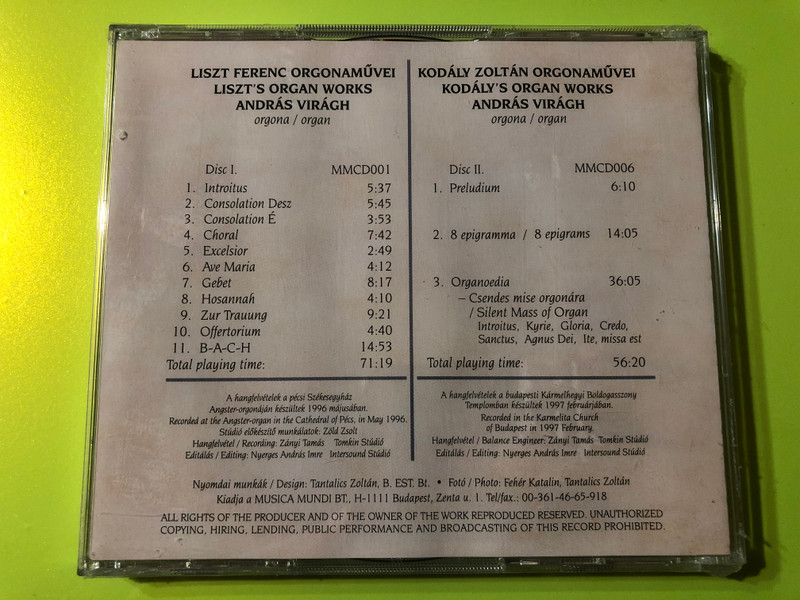 LISZT FERENC ORGONAMŰVEI
LISZT'S ORGAN WORKS
ANDRÁS VIRÁGH
orgona / organ
Disc I. MMCD001
1. Introitus 5:37
2. Consolation Desz 5:45
3. Consolation É 3:53
4. Choral 7:42
5. Excelsior 2:49
6. Ave Maria 4:12
7. Gebet 8:17
8. Hosannah 4:10
9. Zur Trauung 9:21
10. Offertorium 4:40
11. B-A-C-H 14:53
Total playing time: 71:19
A hangfelvételek a pécsi Székesegyház
Angster-orgonáján készültek 1996 májusában.
Recorded at the Angster-organ in the Cathedral of Pécs, in May 1996.
Stúdió előkészítő munkálatok: Zöld Zsolt
Hangfelvétel / Recording: Zányi Tamás Tomkin Stúdió
Editálás / Editing: Nyerges András Imre Intersound Stúdió
KODÁLY ZOLTÁN ORGONAMŰVEI
KODÁLY'S ORGAN WORKS
ANDRÁS VIRÁGH
orgona / organ
Disc II. MMCD006
1. Preludium 6:10
2. 8 epigramma / 8 epigrams 14:05
3. Organoedia 36:05
– Csendes mise orgonára
/ Silent Mass of Organ
Introitus, Kyrie, Gloria, Credo,
Sanctus, Agnus Dei, Ite, missa est
Total playing time: 56:20
A hangfelvételek a budapesti Kármelhegyi Boldogasszony
Templomban készültek 1997 februárjában.
Recorded in the Karmelita Church
of Budapest in 1997 February.
Hangfelvétel / Balance Engineer: Zányi Tamás Tomkin Stúdió
Editálás / Editing: Nyerges András Imre Intersound Stúdió
Nyomdai munkák / Design: Tantalics Zoltán, B. EST. Bt. • Fotó / Photo: Fehér Katalin, Tantalics Zoltán
Kiadja a MUSICA MUNDI BT., H-1111 Budapest, Zenta u. 1. Tel/fax.: 00-361-46-65-918
ALL RIGHTS OF THE PRODUCER AND OF THE OWNER OF THE WORK REPRODUCED RESERVED. UNAUTHORIZED
COPYING, HIRING, LENDING, PUBLIC PERFORMANCE AND BROADCASTING OF THIS RECORD PROHIBITED.